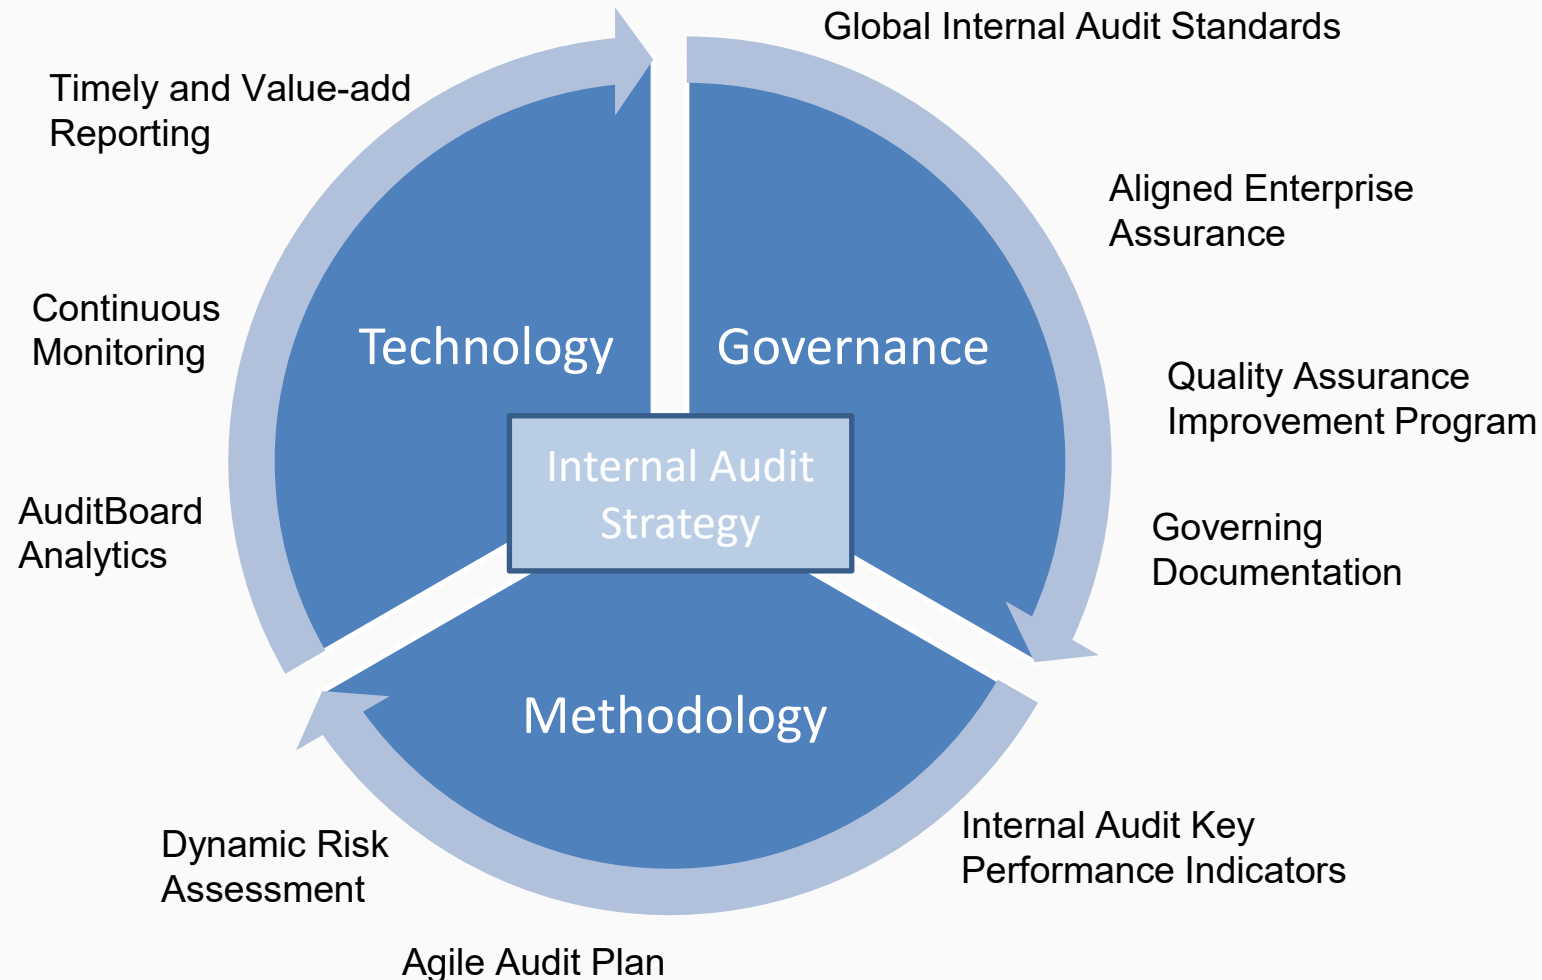 Global Internal Audit Standards
Timely and Value-add
Reporting
Aligned Enterprise
Assurance
Continuous
Monitoring
Technology
Governance
Quality Assurance
Improvement Program
Internal Audit
Strategy
AuditBoard
Analytics
Governing
Documentation
Methodology
Internal Audit Key
Performance Indicators
Dynamic Risk
Assessment
Agile Audit Plan